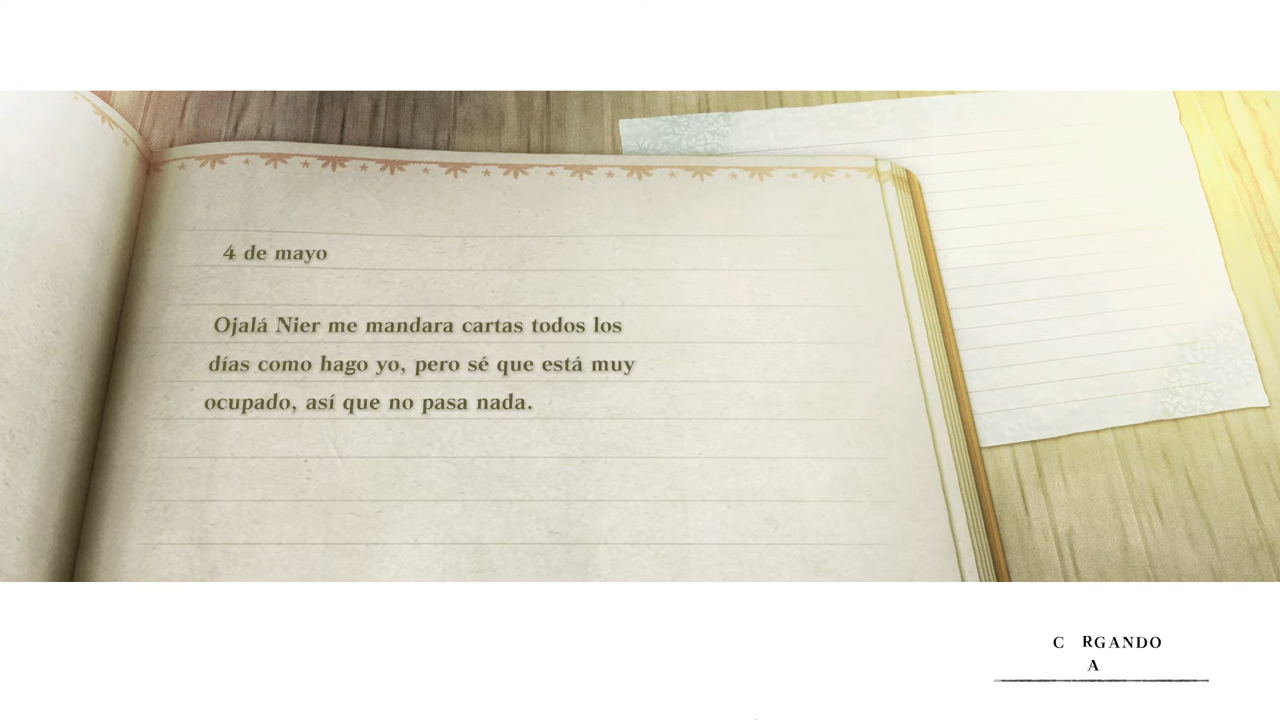 4 de mayo
Ojalá Nier me mandara cartas todos los
días como hago yo, pero sé que está muy
ocupado, así que no pasa nada.
CARGANDO